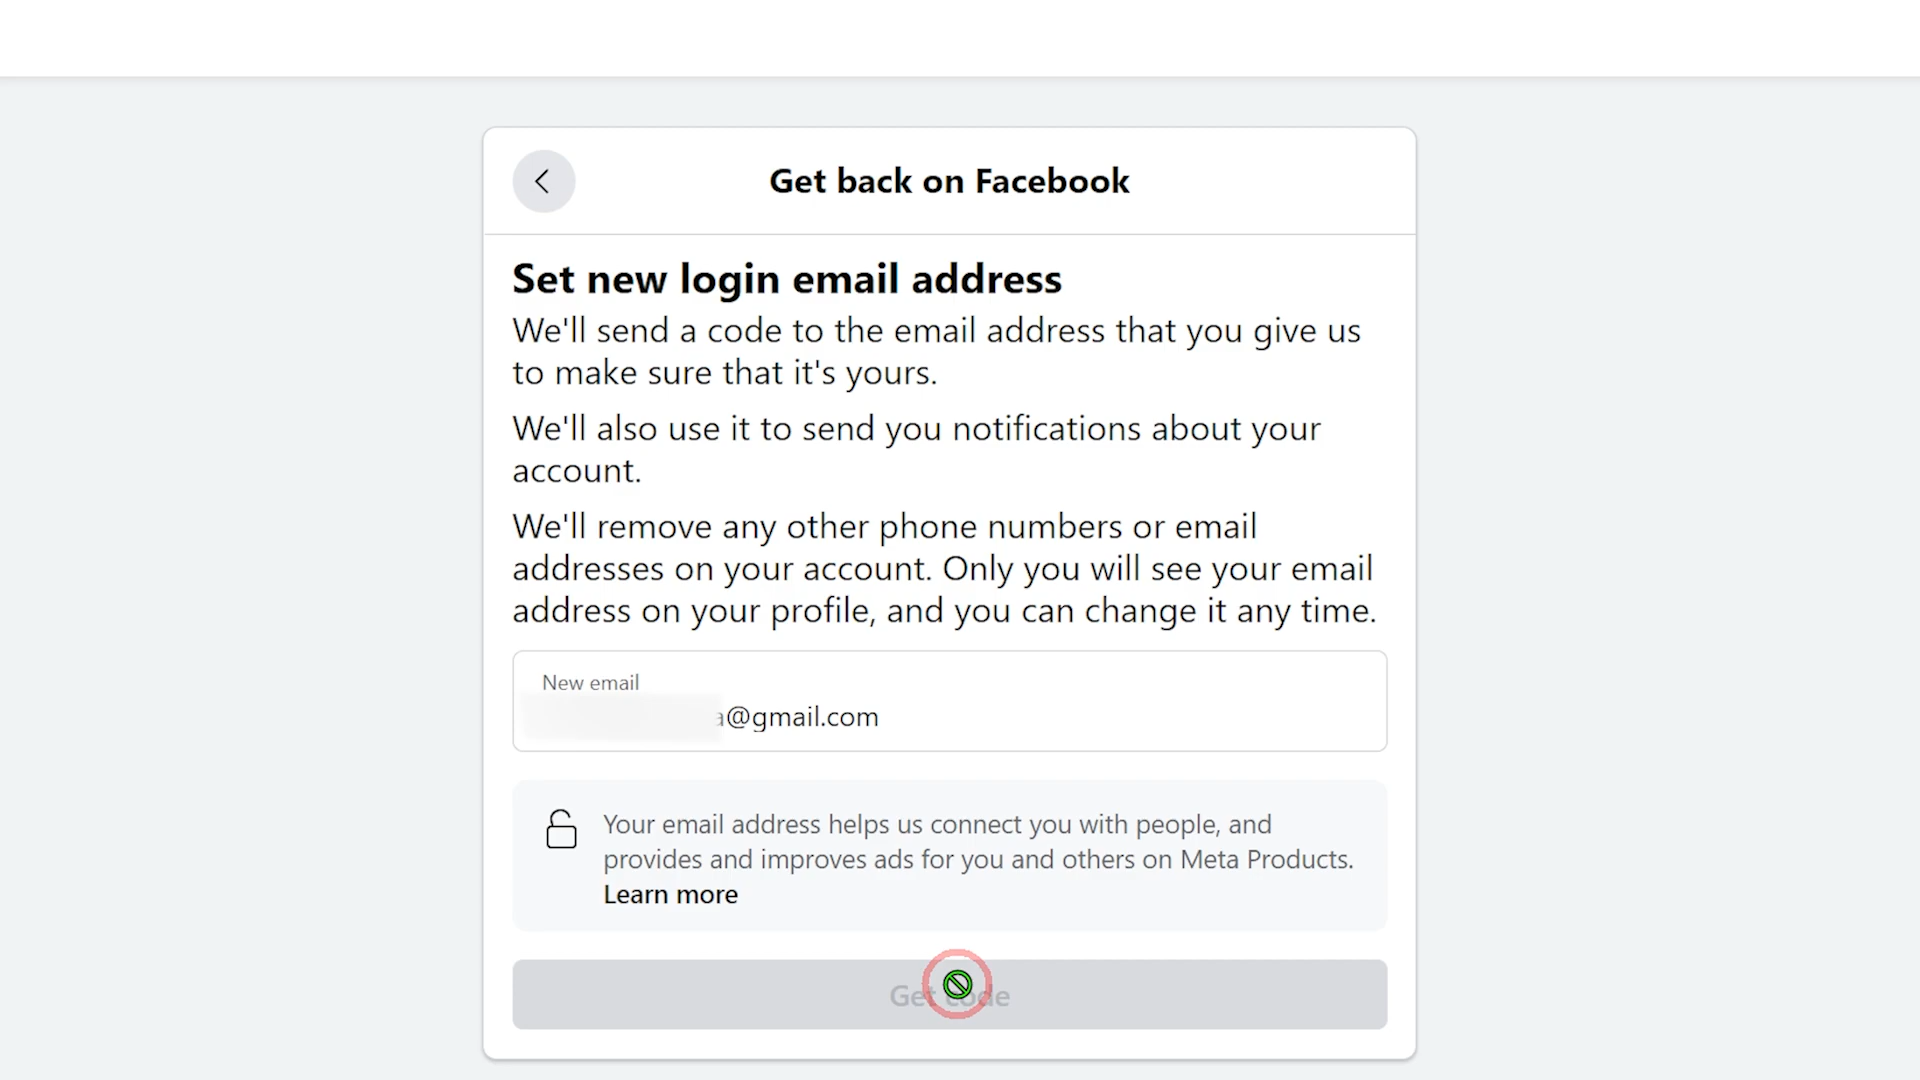 Get back on Facebook
Set new login email address
We'll send a code to the email address that you give us
to make sure that it's yours.
We'll also use it to send you notifications about your
account.
We'll remove any other phone numbers or email
addresses on your account. Only you will see your email
address on your profile, and you can change it any time.
New email
a@gmail.com
Your email address helps us connect you with people, and
provides and improves ads for you and others on Meta Products.
Learn more
Get code